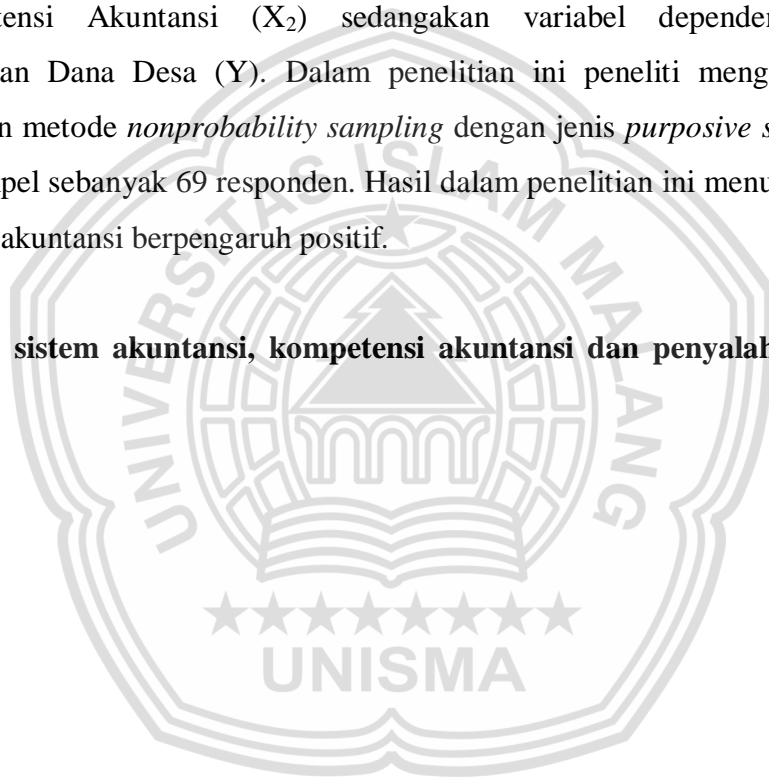 tensi Akuntansi (X₂) sedangakan variabel depende
an Dana Desa (Y). Dalam penelitian ini peneliti meng
n metode nonprobability sampling dengan jenis purposive s
pel sebanyak 69 responden. Hasil dalam penelitian ini menu
akuntansi berpengaruh positif.
sistem akuntansi, kompetensi akuntansi dan penyalah
UNIVERSITAS ISLAM MALANG
UNISMA